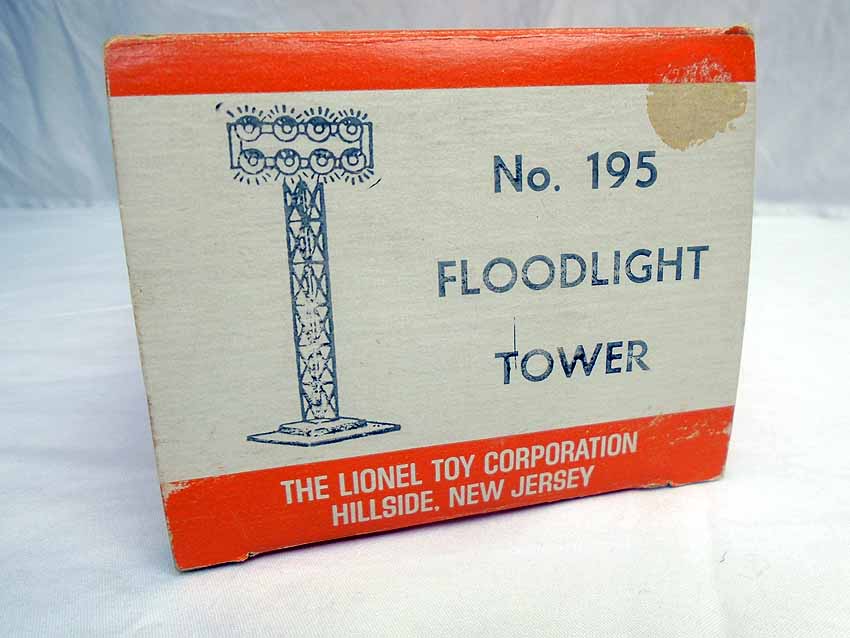 No. 195
FLOODLIGHT
TOWER
THE LIONEL TOY CORPORATION
HILLSIDE, NEW JERSEY